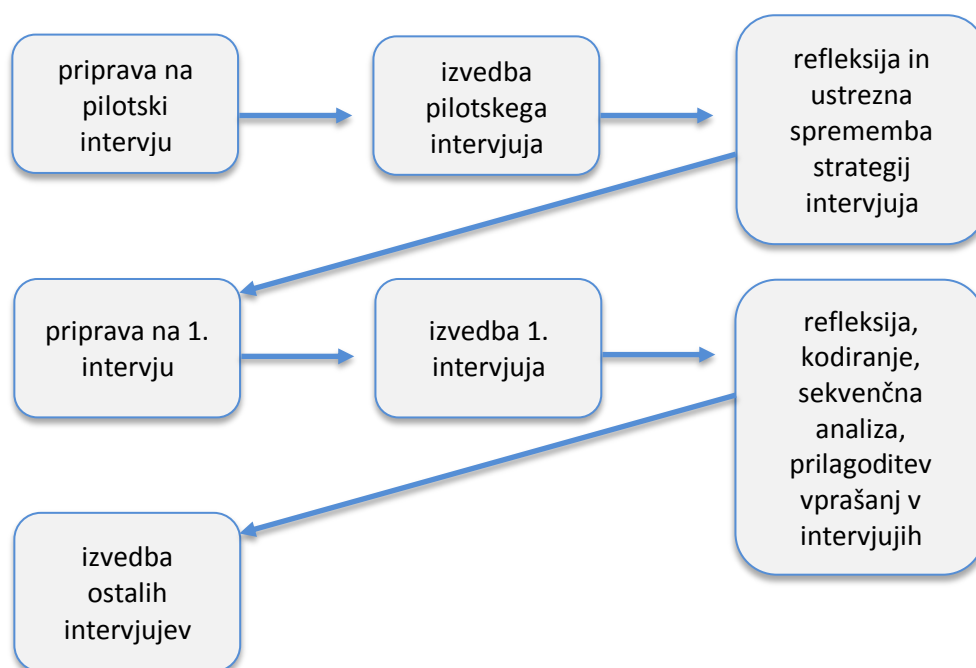 priprava na
pilotski
intervju
izvedba
pilotskega
intervjuja
refleksija in
ustrezna
sprememba
strategij
intervjuja
priprava na 1.
intervju
izvedba 1.
intervjuja
refleksija,
kodiranje,
sekvenčna
analiza,
prilagoditev
vprašanj v
intervjujih
izvedba
ostalih
intervjujev